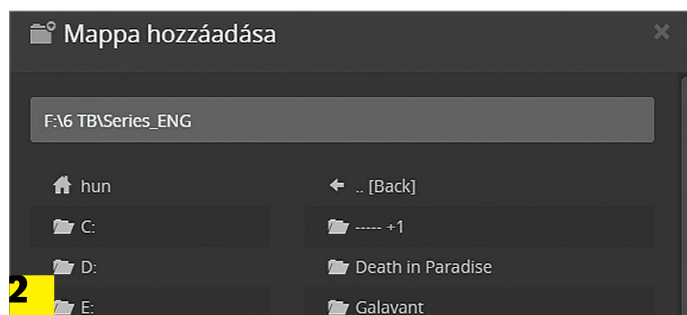 Mappa hozzáadása
F:\6 TB\Series_ENG
hun
.. [Back]
C:
----- +1
D:
Death in Paradise
2
E:
Galavant